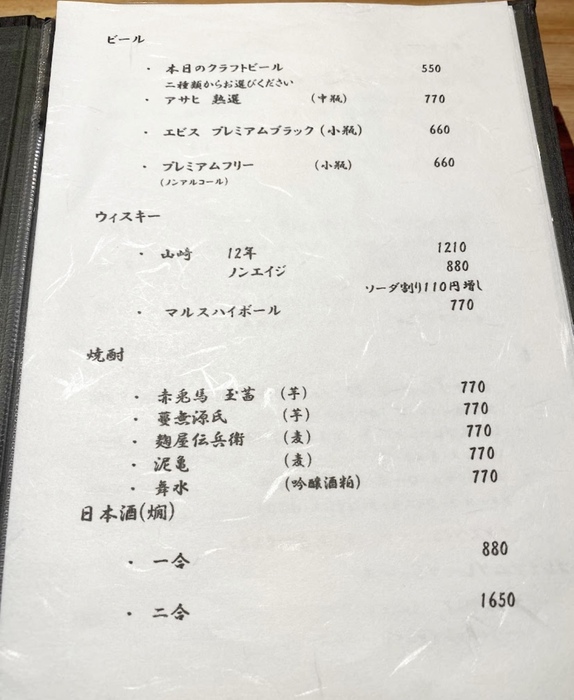 ビール
・ 本日のクラフトビール 550
二種類からお選びください
・ アサヒ 熟選 (中瓶) 770
・ エビス プレミアムブラック (小瓶) 660
・ プレミアムフリー (小瓶) 660
(ノンアルコール)
ウィスキー
・ 山崎 12年 1210
ノンエイジ 880
ソーダ割り110円増し
・ マルスハイボール 770
焼酎
・ 赤兎馬 玉茜 (芋) 770
・ 蔓無源氏 (芋) 770
・ 麹屋伝兵衛 (麦) 770
・ 泥亀 (麦) 770
・ 舞水 (吟醸酒粕) 770
日本酒(燗)
・ 一合 880
・ 二合 1650